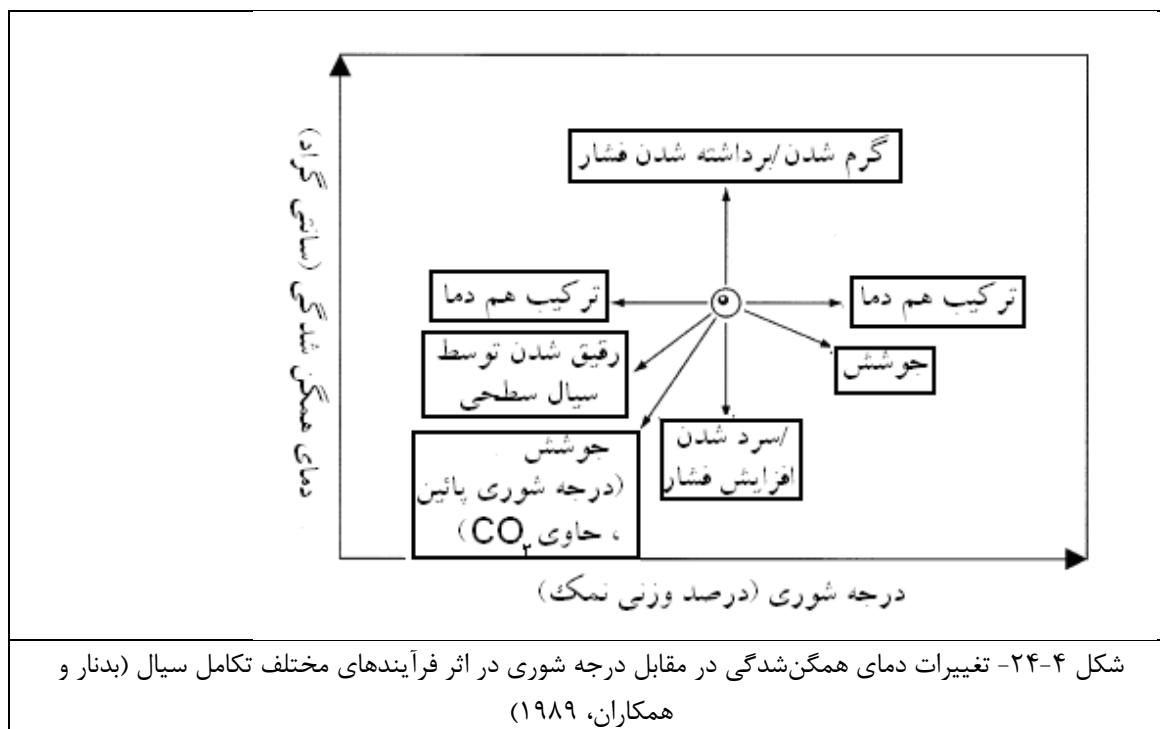 دمای همگن شدگی (سانتی گراد)
گرم شدن/برداشته شدن فشار
ترکیب هم دما
ترکیب هم دما
رقیق شدن توسط
سیال سطحی
جوشش
جوشش
(درجه شوری پائین
، حاوی CO۲)
سرد شدن/
افزایش فشار
درجه شوری (درصد وزنی نمک)
شکل ۴-۲۴- تغییرات دمای همگن‌شدگی در مقابل درجه شوری در اثر فرآیندهای مختلف تکامل سیال (بدنار و
همکاران، ۱۹۸۹)